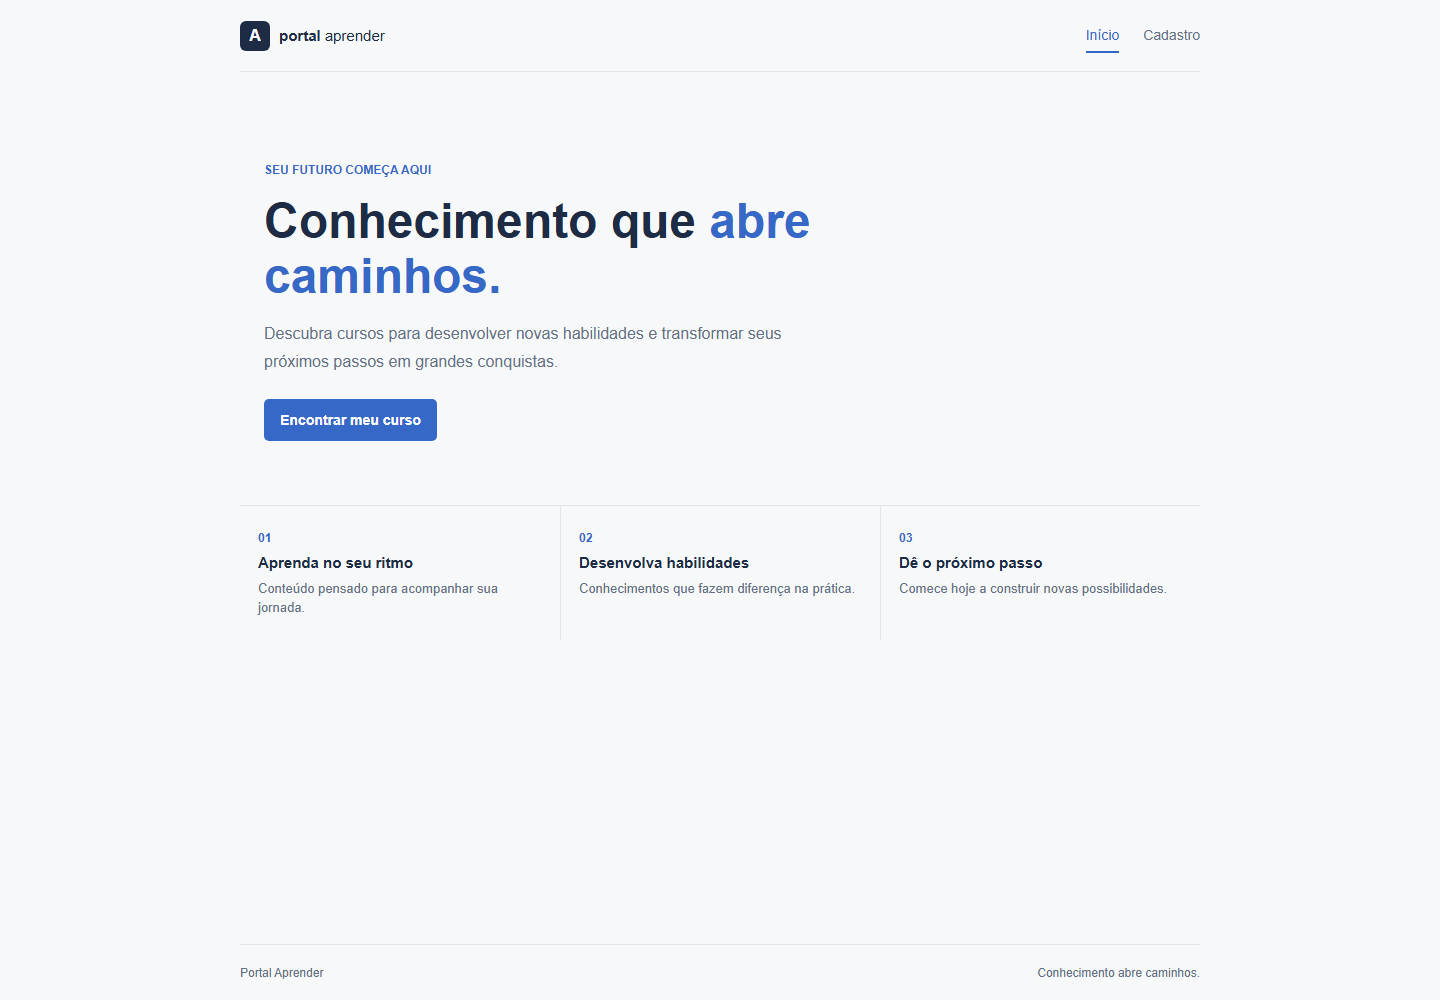 A portal aprender
Início Cadastro
SEU FUTURO COMEÇA AQUI
Conhecimento que abre
caminhos.
Descubra cursos para desenvolver novas habilidades e transformar seus
próximos passos em grandes conquistas.
Encontrar meu curso
01
Aprenda no seu ritmo
Conteúdo pensado para acompanhar sua
jornada.
02
Desenvolva habilidades
Conhecimentos que fazem diferença na prática.
03
Dê o próximo passo
Comece hoje a construir novas possibilidades.
Portal Aprender
Conhecimento abre caminhos.